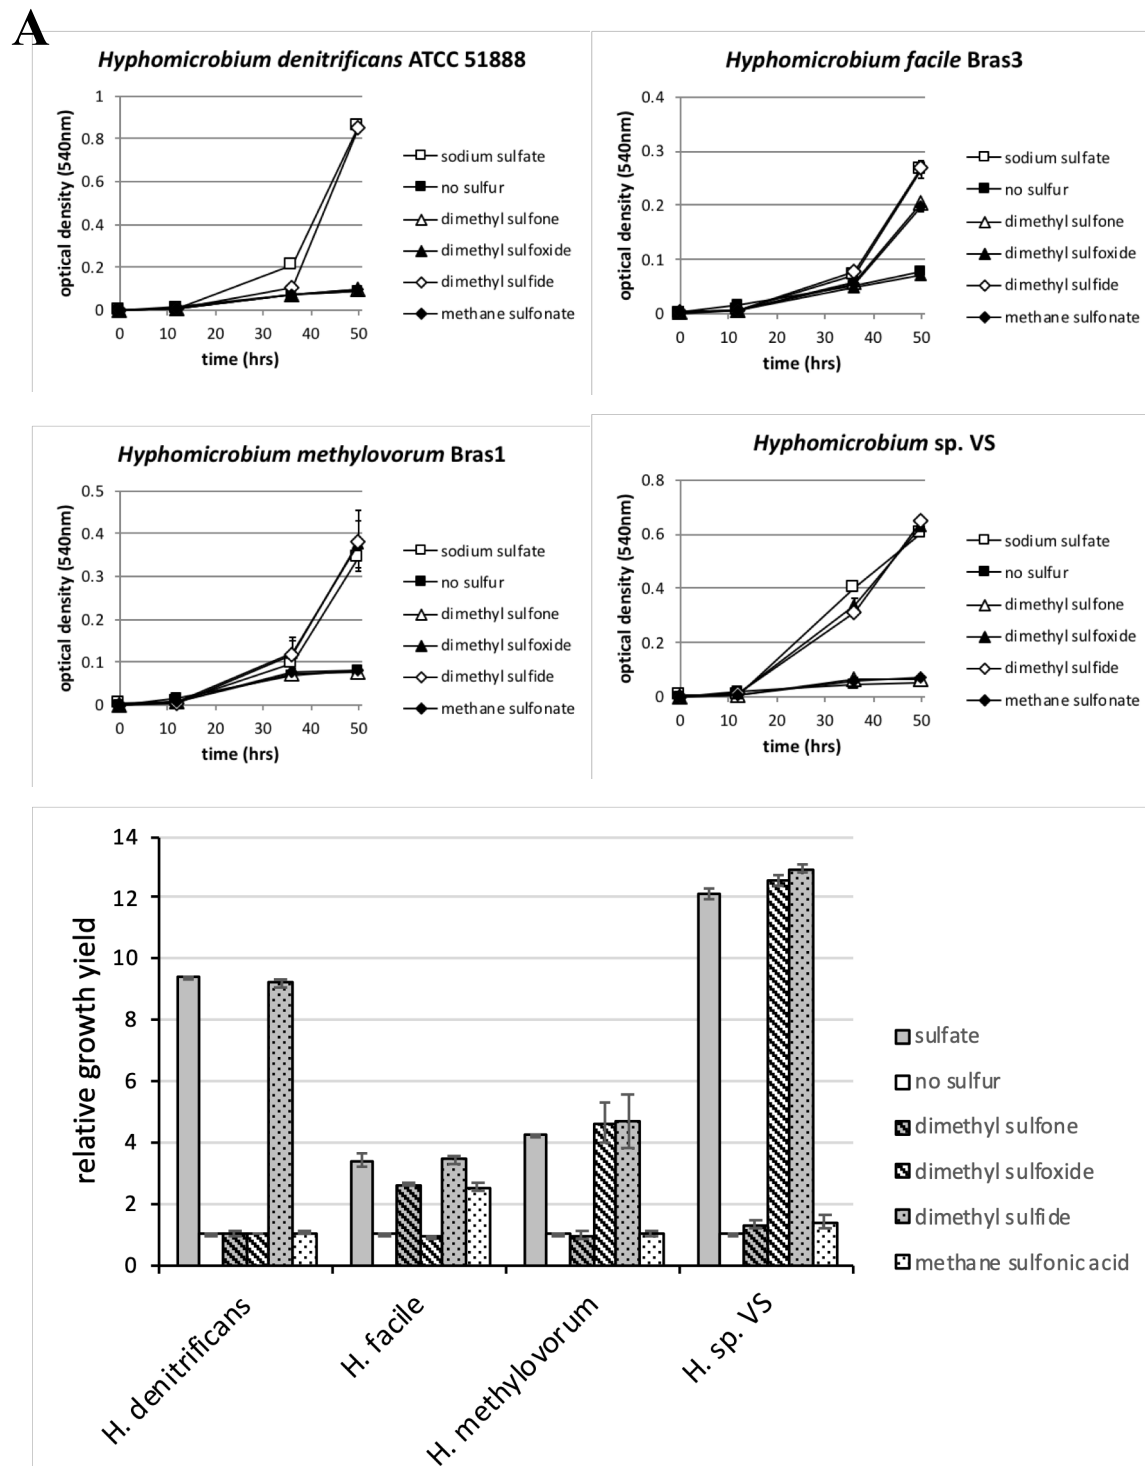 A
Hyphomicrobium denitrificans ATCC 51888
optical density (540nm)
1
0.8
0.6
0.4
0.2
0
0 10 20 30 40 50
time (hrs)
sodium sulfate
no sulfur
dimethyl sulfone
dimethyl sulfoxide
dimethyl sulfide
methane sulfonate
Hyphomicrobium facile Bras3
optical density (540nm)
0.4
0.3
0.2
0.1
0
0 10 20 30 40 50
time (hrs)
sodium sulfate
no sulfur
dimethyl sulfone
dimethyl sulfoxide
dimethyl sulfide
methane sulfonate
Hyphomicrobium methylovorum Bras1
optical density (540nm)
0.5
0.4
0.3
0.2
0.1
0
0 10 20 30 40 50
time (hrs)
sodium sulfate
no sulfur
dimethyl sulfone
dimethyl sulfoxide
dimethyl sulfide
methane sulfonate
Hyphomicrobium sp. VS
optical density (540nm)
0.8
0.6
0.4
0.2
0
0 10 20 30 40 50
time (hrs)
sodium sulfate
no sulfur
dimethyl sulfone
dimethyl sulfoxide
dimethyl sulfide
methane sulfonate
relative growth yield
14
12
10
8
6
4
2
0
H. denitrificans
H. facile
H. methylovorum
H. sp. VS
sulfate
no sulfur
dimethyl sulfone
dimethyl sulfoxide
dimethyl sulfide
methane sulfonic acid